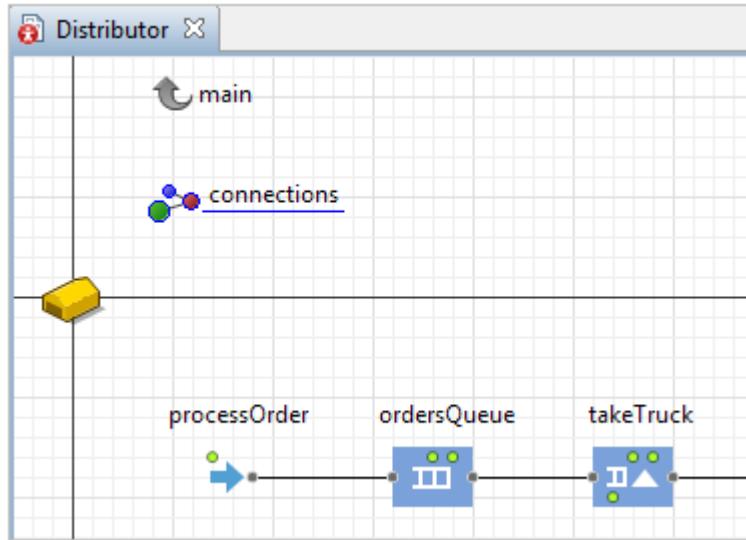 Distributor
main
connections
processOrder ordersQueue takeTruck